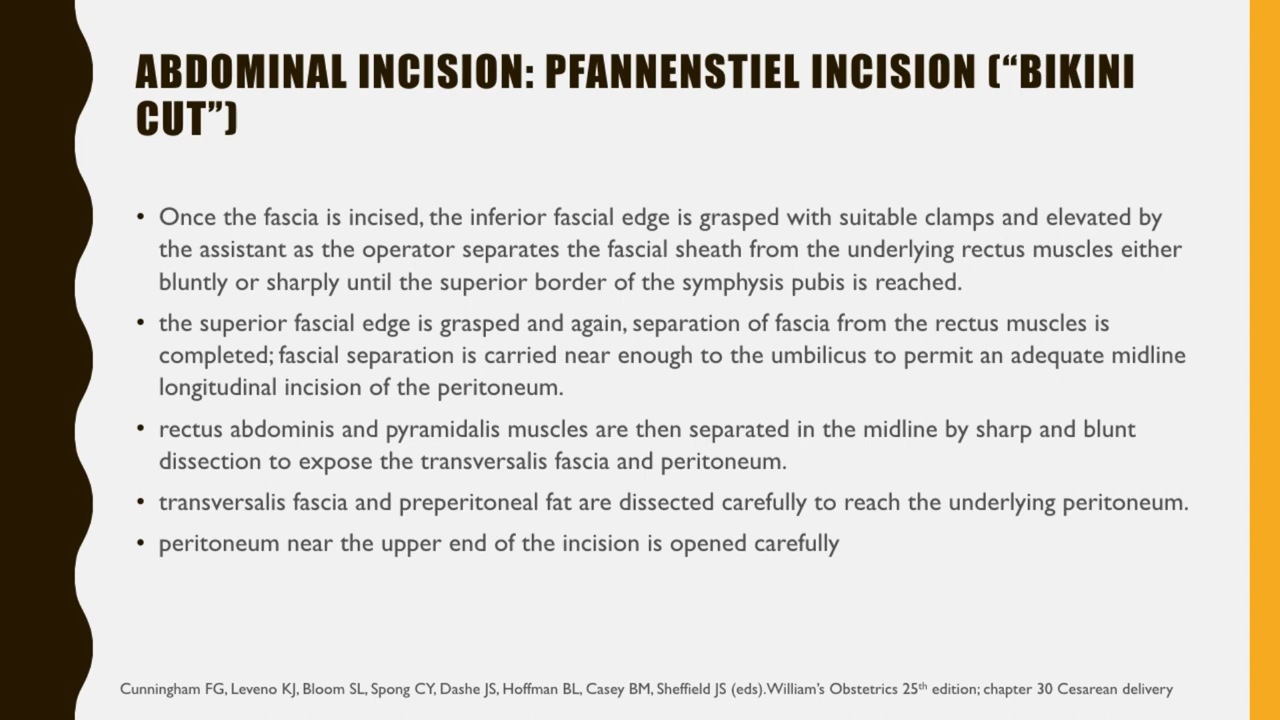 ABDOMINAL INCISION: PFANNENSTIEL INCISION (“BIKINI
CUT”)
• Once the fascia is incised, the inferior fascial edge is grasped with suitable clamps and elevated by
the assistant as the operator separates the fascial sheath from the underlying rectus muscles either
bluntly or sharply until the superior border of the symphysis pubis is reached.
• the superior fascial edge is grasped and again, separation of fascia from the rectus muscles is
completed; fascial separation is carried near enough to the umbilicus to permit an adequate midline
longitudinal incision of the peritoneum.
• rectus abdominis and pyramidalis muscles are then separated in the midline by sharp and blunt
dissection to expose the transversalis fascia and peritoneum.
• transversalis fascia and preperitoneal fat are dissected carefully to reach the underlying peritoneum.
• peritoneum near the upper end of the incision is opened carefully
Cunningham FG, Leveno KJ, Bloom SL, Spong CY, Dashe JS, Hoffman BL, Casey BM, Sheffield JS (eds).William’s Obstetrics 25th edition; chapter 30 Cesarean delivery